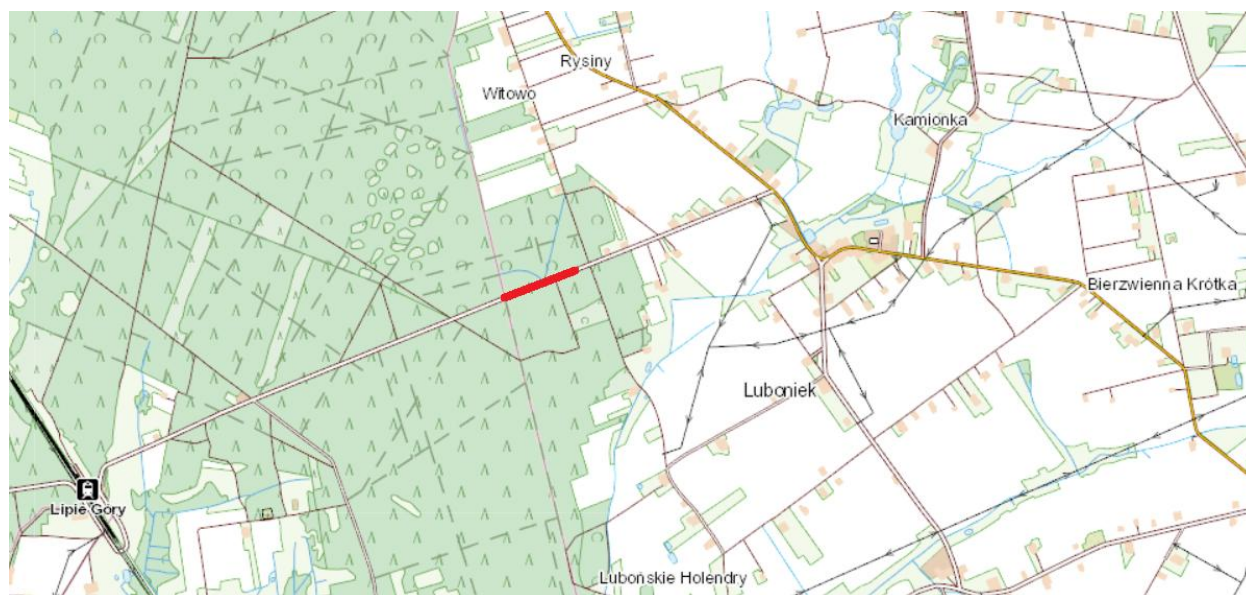 Rysiny
Witowo
Kamionka
Bierzwienna Krótka
Luboniek
Lipie Góry
Lubońskie Holendry